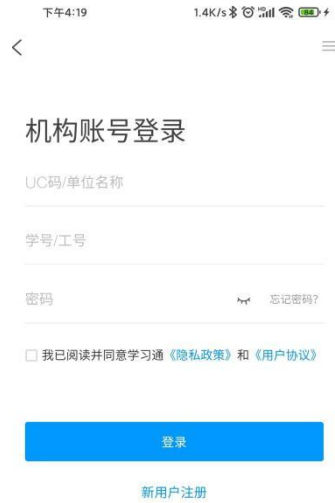 下午4:19 1.4K/s HD 84
机构账号登录
UC码/单位名称
学号/工号
密码 忘记密码?
我已阅读并同意学习通《隐私政策》和《用户协议》
登录
新用户注册